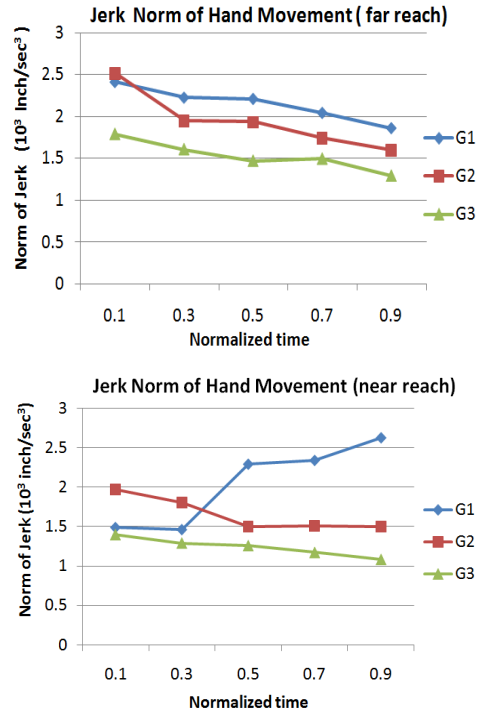 Jerk Norm of Hand Movement ( far reach)
Norm of Jerk (10³ Inch/sec³)
3
2.5
2
1.5
1
0.5
0
0.1 0.3 0.5 0.7 0.9
Normalized time
G1
G2
G3
Jerk Norm of Hand Movement (near reach)
Norm of Jerk (10³ inch/sec³)
3
2.5
2
1.5
1
0.5
0
0.1 0.3 0.5 0.7 0.9
Normalized time
G1
G2
G3